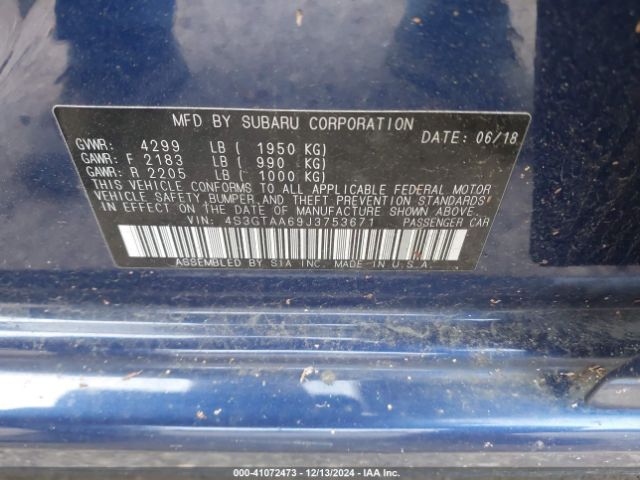 MFD BY SUBARU CORPORATION
DATE: 06/18
GVWR: 4299 LB ( 1950 KG)
GAWR: F 2183 LB ( 990 KG)
GAWR: R 2205 LB ( 1000 KG)
THIS VEHICLE CONFORMS TO ALL APPLICABLE FEDERAL MOTOR
VEHICLE SAFETY, BUMPER, AND THEFT PREVENTION STANDARDS
IN EFFECT ON THE DATE OF MANUFACTURE SHOWN ABOVE.
VIN: 4S3GTAA69J3753671 PASSENGER CAR
ASSEMBLED BY SIA INC. MADE IN U.S.A.
000-41072473 - 12/13/2024 - IAA Inc.